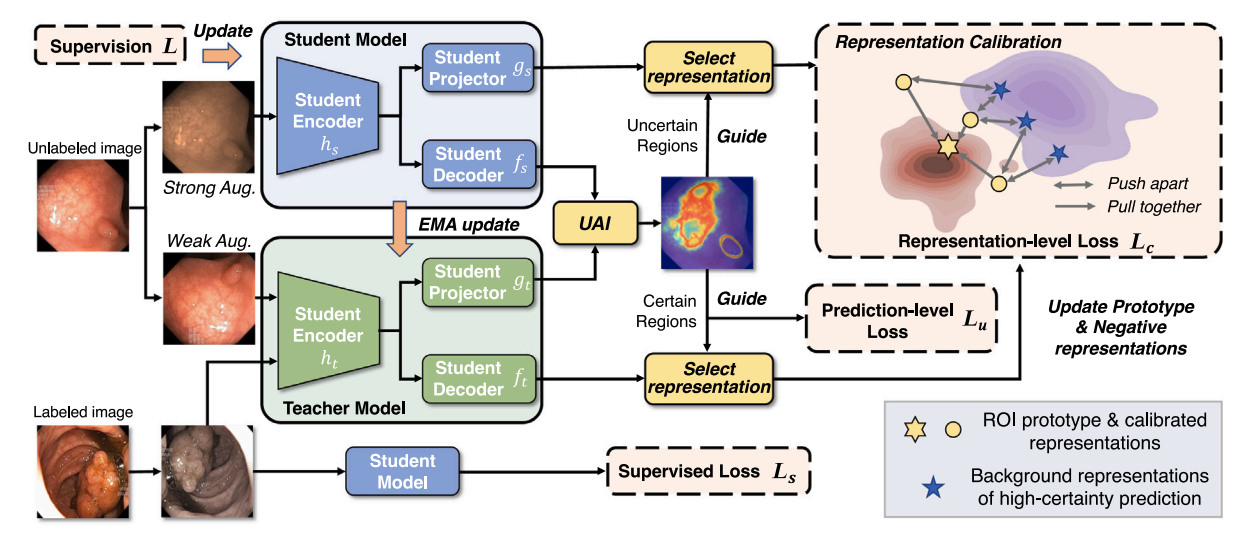 Supervision L
Update
Student Model
Student
Projector g_s
Student
Encoder
h_s
Student
Decoder f_s
Unlabeled image
Strong Aug.
Weak Aug.
EMA update
UAI
Student
Projector g_t
Student
Encoder
h_t
Student
Decoder f_t
Teacher Model
Select
representation
Uncertain
Regions
Guide
Certain
Regions
Guide
Select
representation
Representation Calibration
Push apart
Pull together
Representation-level Loss L_c
Prediction-level
Loss L_u
Update Prototype
& Negative
representations
Labeled image
Student
Model
Supervised Loss L_s
ROI prototype & calibrated
representations
Background representations
of high-certainty prediction